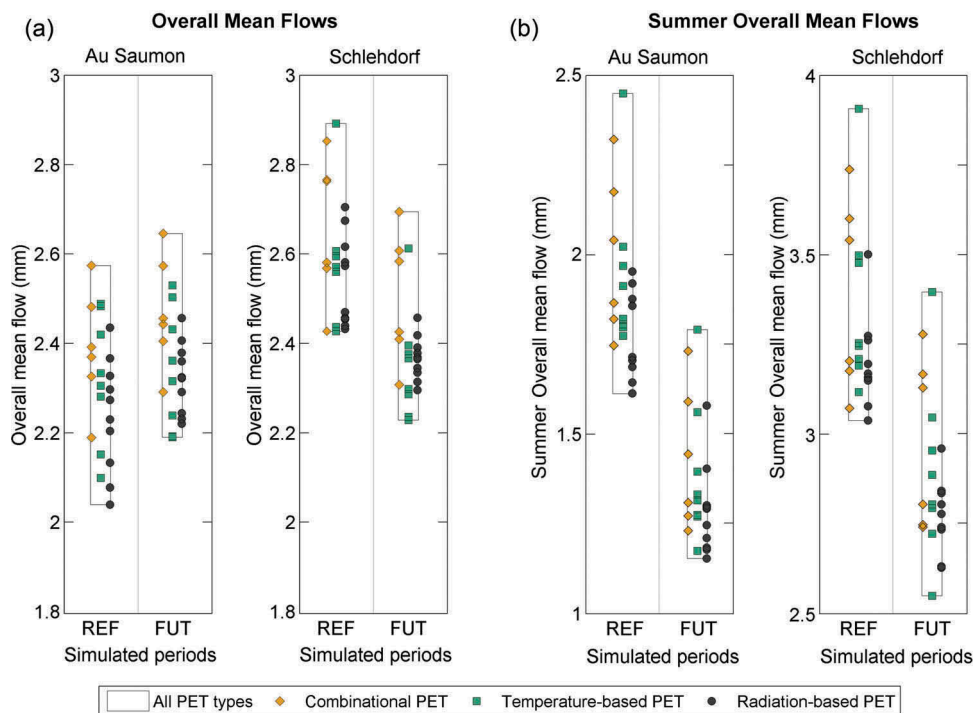 (a) Overall Mean Flows
Au Saumon
Schlehdorf
Overall mean flow (mm)
3
2.8
2.6
2.4
2.2
2
1.8
REF FUT
Simulated periods
Overall mean flow (mm)
3
2.8
2.6
2.4
2.2
2
1.8
REF FUT
Simulated periods
(b) Summer Overall Mean Flows
Au Saumon
Schlehdorf
Summer Overall mean flow (mm)
2.5
2
1.5
1
REF FUT
Simulated periods
Summer Overall mean flow (mm)
4
3.5
3
2.5
REF FUT
Simulated periods
All PET types Combinational PET Temperature-based PET Radiation-based PET